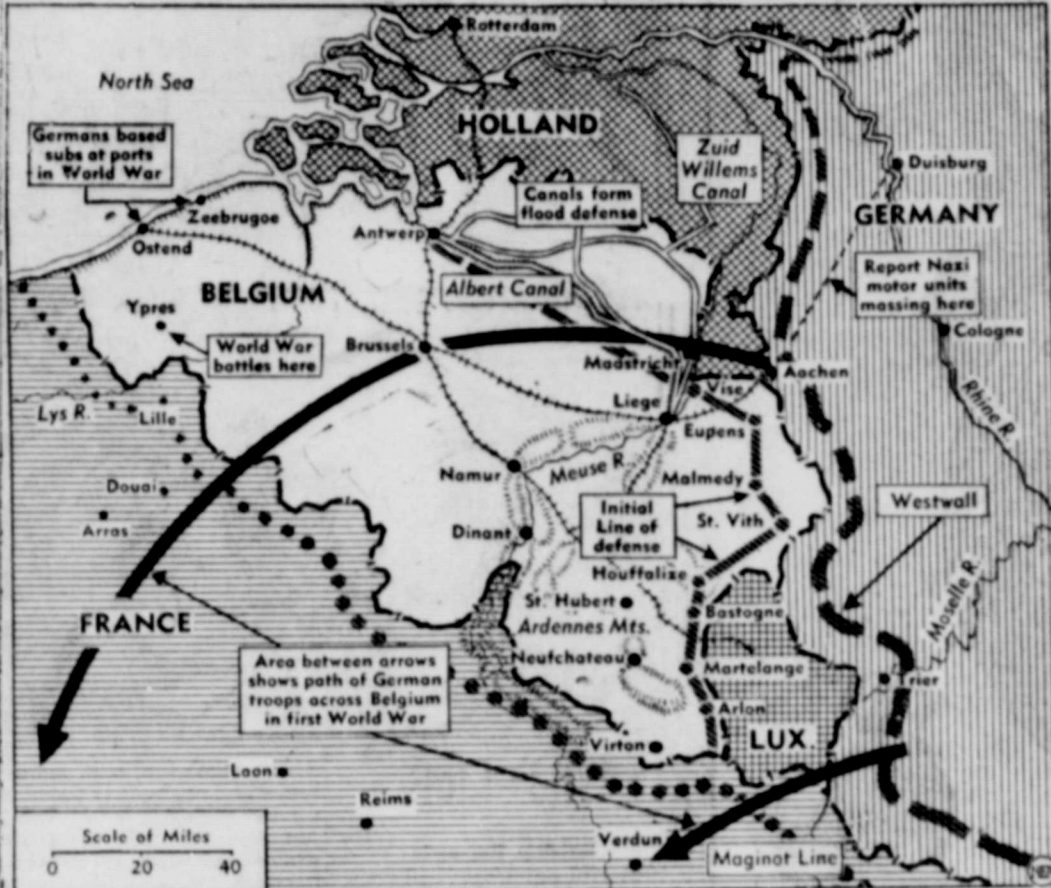 Rotterdam
North Sea
HOLLAND
Germans based
subs at ports
in World War
Zuid
Willems
Canal
Duisburg
Canals form
flood defense
Zeebrugoe
GERMANY
Ostend
Antwerp
Report Nazi
motor units
massing here
Albert Canal
BELGIUM
Ypres
Cologne
World War
battles here
Brussels
Maastricht
Aachen
Vise
Rhine R.
Lys R.
Lille
Liege
Eupens
Meuse R.
Namur
Malmedy
Douai
Westwall
Initial
Line of
defense
St. Vith
Arras
Dinant
Houffalize
Moselle R.
St. Hubert
Bastogne
FRANCE
Ardennes Mts.
Neufchateau
Martelange
Area between arrows
shows path of German
troops across Belgium
in first World War
Trier
Arlon
Virton
LUX.
Laon
Reims
Scale of Miles
0 20 40
Verdun
Maginot Line